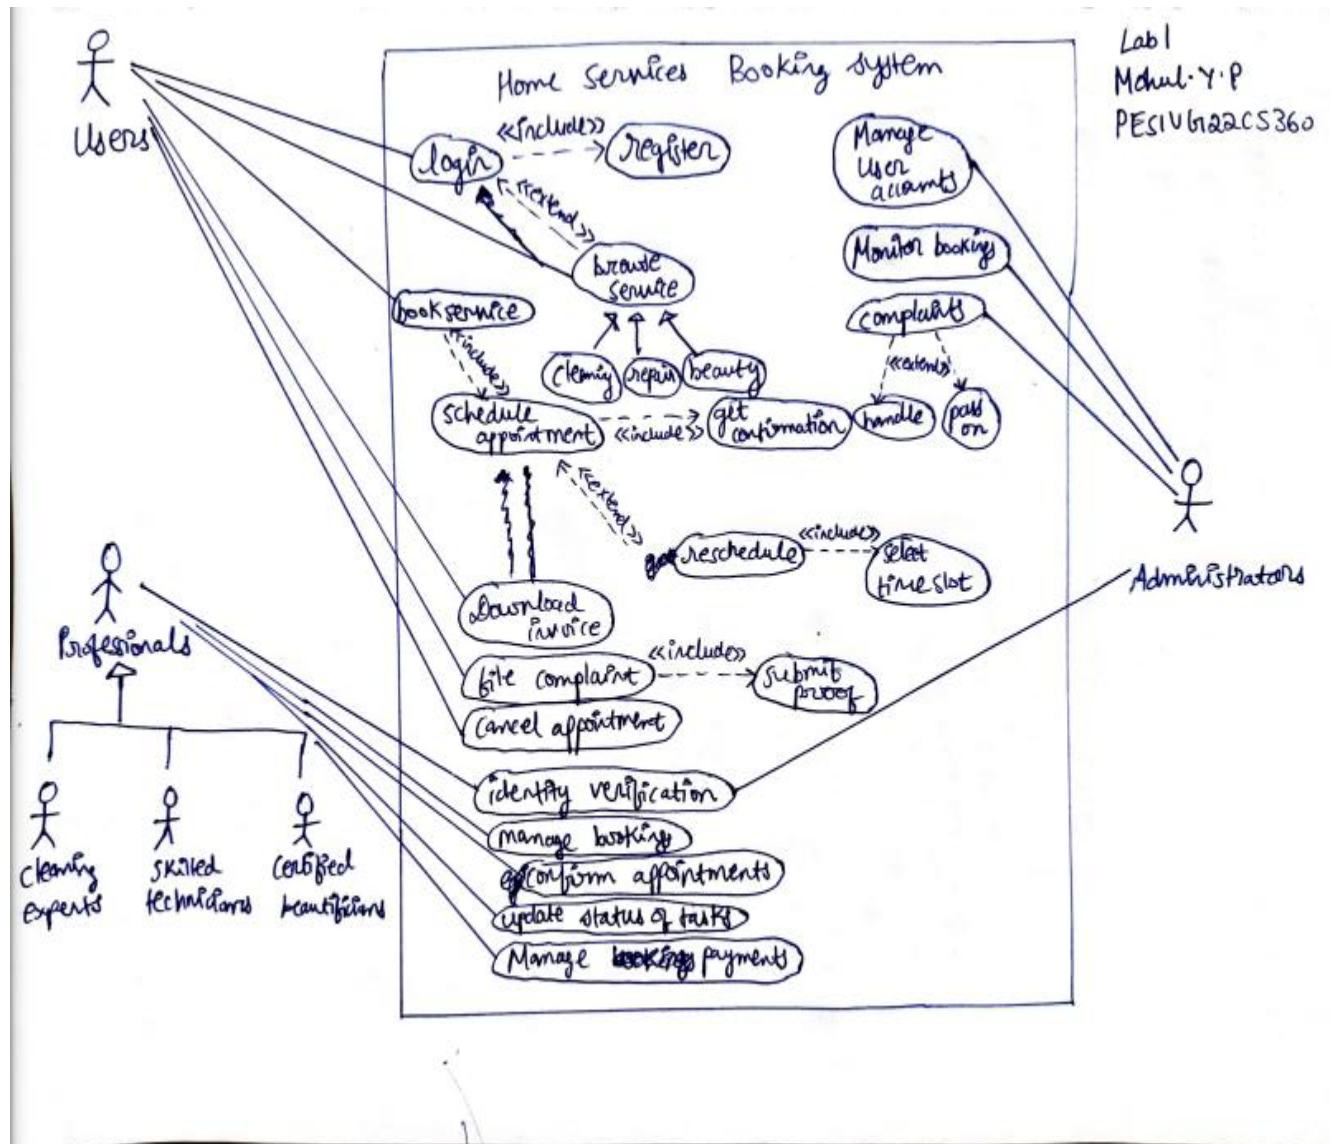 Lab 1
Mohul.Y.P
PES1UG22CS360
Home Services Booking System
Users
login
<<include>>
register
<<extend>>
browse
service
Manage
User
accounts
Monitor bookings
complaints
<<extends>>
handle
pass
on
book service
<<include>>
cleaning
repair
beauty
schedule
appointment
<<include>>
get
confirmation
<<extend>>
reschedule
<<include>>
select
time slot
Administrators
Download
invoice
file complaint
<<include>>
submit
proof
cancel appointment
Professionals
identity verification
manage booking
confirm appointments
update status of tasks
Manage payments
cleaning
experts
skilled
technicians
certified
beauticians